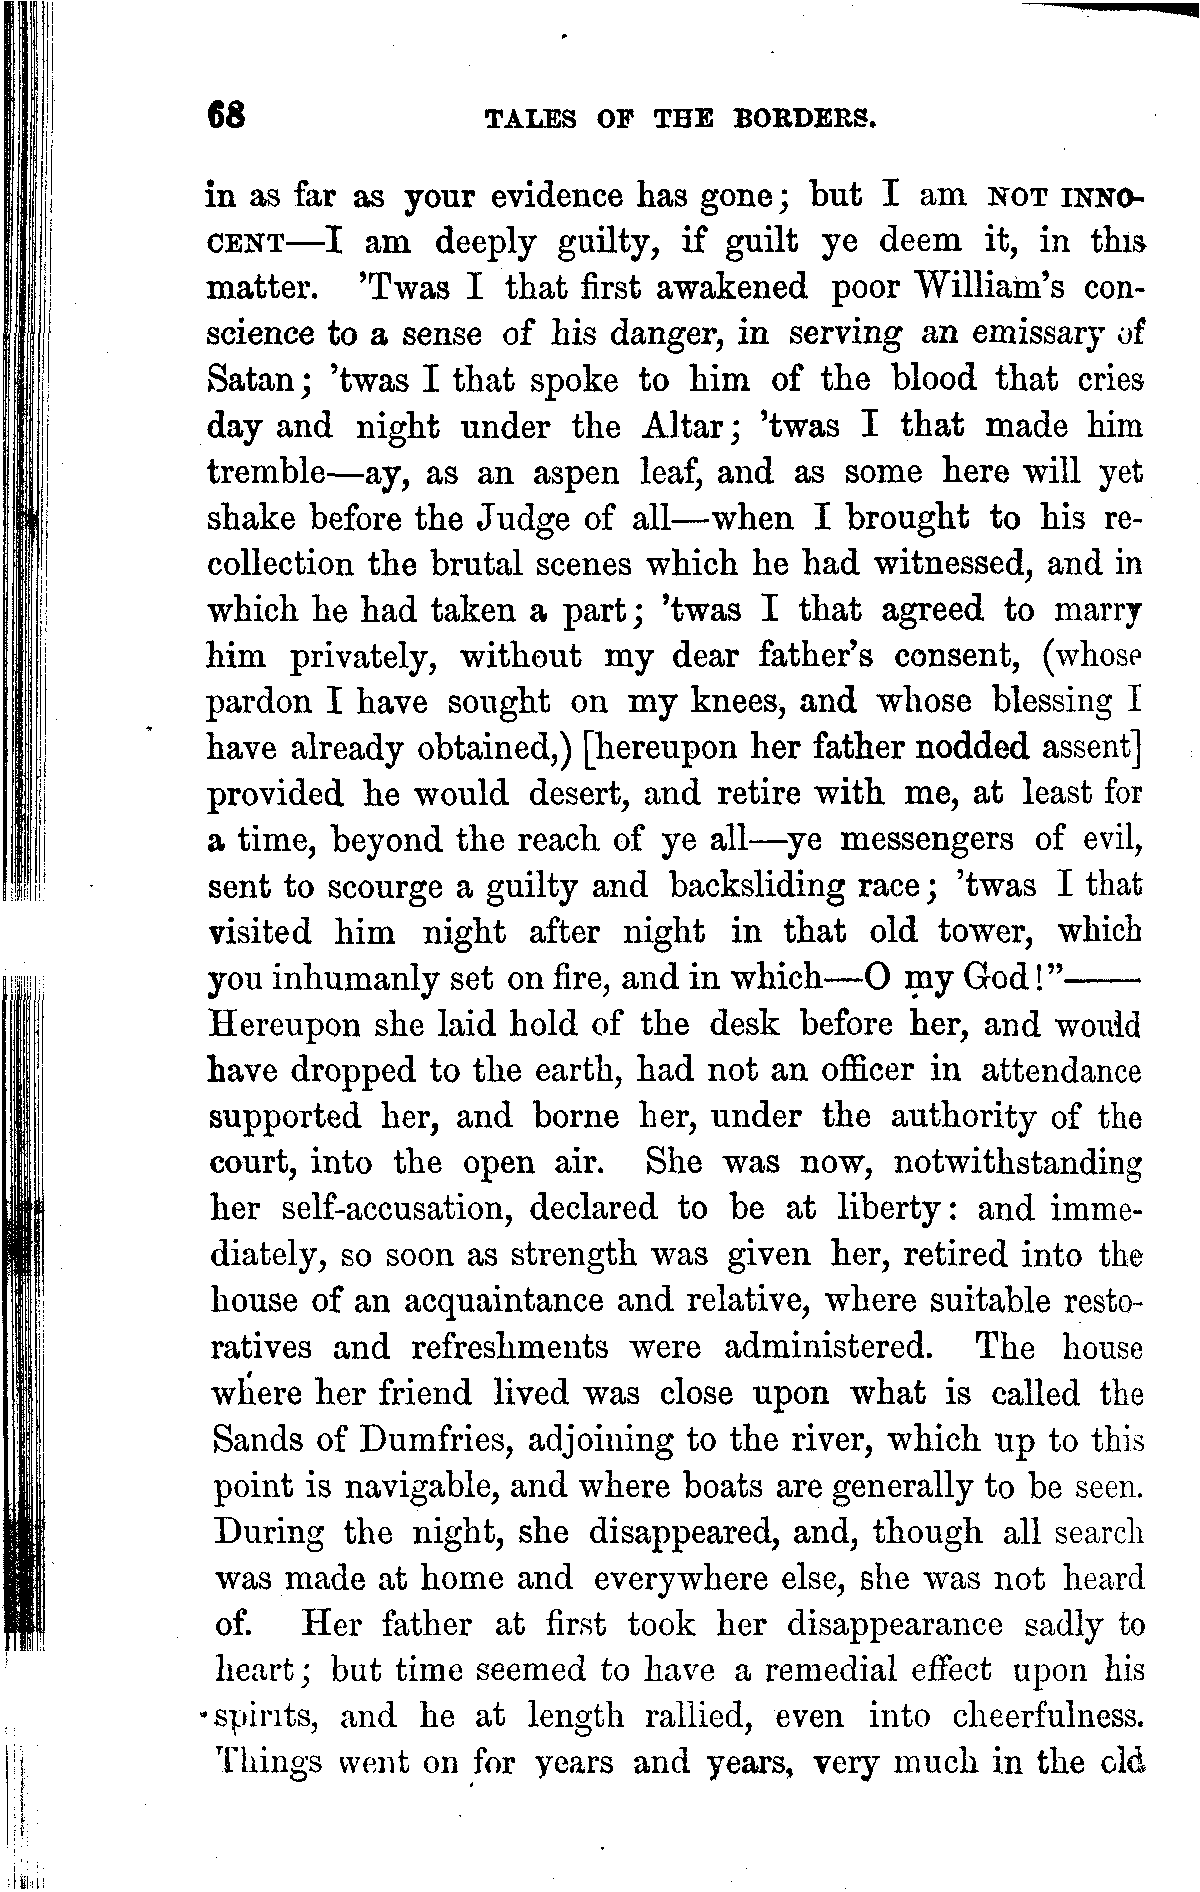 68 TALES OF THE BORDERS.
in as far as your evidence has gone; but I am NOT INNO-
CENT—I am deeply guilty, if guilt ye deem it, in this
matter. 'Twas I that first awakened poor William's con-
science to a sense of his danger, in serving an emissary of
Satan; 'twas I that spoke to him of the blood that cries
day and night under the Altar; 'twas I that made him
tremble—ay, as an aspen leaf, and as some here will yet
shake before the Judge of all—when I brought to his re-
collection the brutal scenes which he had witnessed, and in
which he had taken a part; 'twas I that agreed to marry
him privately, without my dear father's consent, (whose
pardon I have sought on my knees, and whose blessing I
have already obtained,) [hereupon her father nodded assent]
provided he would desert, and retire with me, at least for
a time, beyond the reach of ye all—ye messengers of evil,
sent to scourge a guilty and backsliding race; 'twas I that
visited him night after night in that old tower, which
you inhumanly set on fire, and in which—O my God!"——
Hereupon she laid hold of the desk before her, and would
have dropped to the earth, had not an officer in attendance
supported her, and borne her, under the authority of the
court, into the open air. She was now, notwithstanding
her self-accusation, declared to be at liberty: and imme-
diately, so soon as strength was given her, retired into the
house of an acquaintance and relative, where suitable resto-
ratives and refreshments were administered. The house
where her friend lived was close upon what is called the
Sands of Dumfries, adjoining to the river, which up to this
point is navigable, and where boats are generally to be seen.
During the night, she disappeared, and, though all search
was made at home and everywhere else, she was not heard
of. Her father at first took her disappearance sadly to
heart; but time seemed to have a remedial effect upon his
spirits, and he at length rallied, even into cheerfulness.
Things went on for years and years, very much in the old